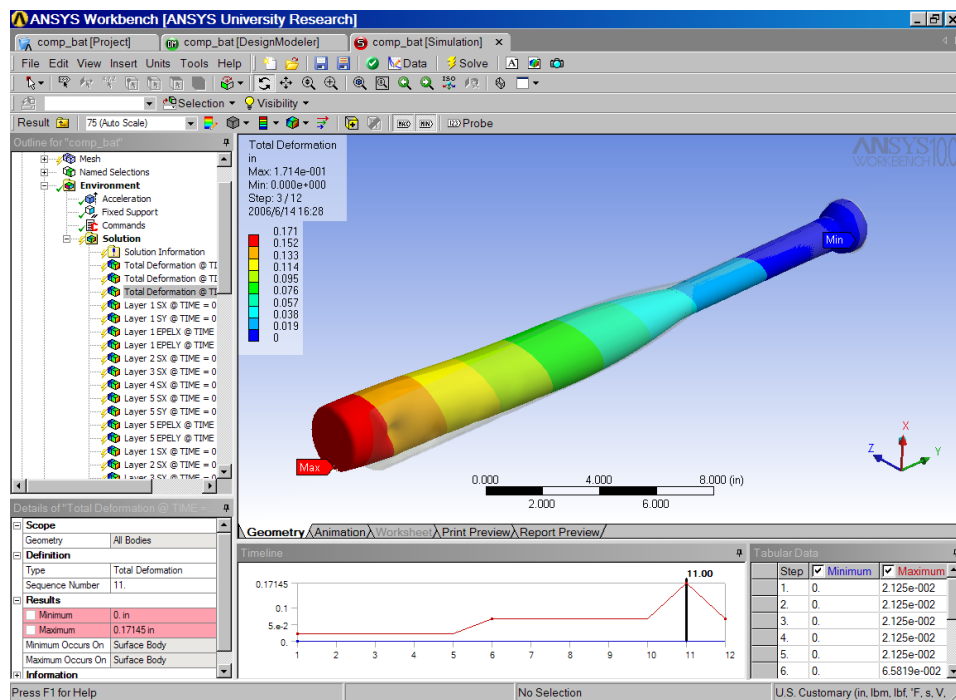 ANSYS Workbench [ANSYS University Research]
comp_bat [Project] comp_bat [DesignModeler] comp_bat [Simulation]
File Edit View Insert Units Tools Help Data Solve A
ISO
Selection Visibility
Result 75 (Auto Scale) MAX MIN Probe
Outline for "comp_bat"
Mesh
Named Selections
Environment
Acceleration
Fixed Support
Commands
Solution
Solution Information
Total Deformation @ TI
Total Deformation @ TI
Total Deformation @ TI
Layer 1 SX @ TIME = 0
Layer 1 SY @ TIME = 0
Layer 1 EPELX @ TIME
Layer 1 EPELY @ TIME
Layer 2 SX @ TIME = 0
Layer 3 SX @ TIME = 0
Layer 4 SX @ TIME = 0
Layer 5 SX @ TIME = 0
Layer 5 SY @ TIME = 0
Layer 5 EPELX @ TIME
Layer 5 EPELY @ TIME
Layer 1 SX @ TIME = 0
Layer 2 SX @ TIME = 0
Layer 3 SX @ TIME = 0
Total Deformation
in
Max: 1.714e-001
Min: 0.000e+000
Step: 3 / 12
2006/6/14 16:28
0.171
0.152
0.133
0.114
0.095
0.076
0.057
0.038
0.019
0
ANSYS
WORKBENCH 10.0
Min
Max
X
Y
Z
0.000 4.000 8.000 (in)
2.000 6.000
Geometry Animation Worksheet Print Preview Report Preview
Details of "Total Deformation @ TIME =
Scope
Geometry All Bodies
Definition
Type Total Deformation
Sequence Number 11.
Results
Minimum 0. in
Maximum 0.17145 in
Minimum Occurs On Surface Body
Maximum Occurs On Surface Body
Information
Timeline
11.00
0.17145
0.1
5.e-2
0.
1 2 3 4 5 6 7 8 9 10 11 12
Tabular Data
Step Minimum Maximum
1. 0. 2.125e-002
2. 0. 2.125e-002
3. 0. 2.125e-002
4. 0. 2.125e-002
5. 0. 2.125e-002
6. 0. 6.5819e-002
Press F1 for Help No Selection U.S. Customary (in, lbm, lbf, °F, s, V,